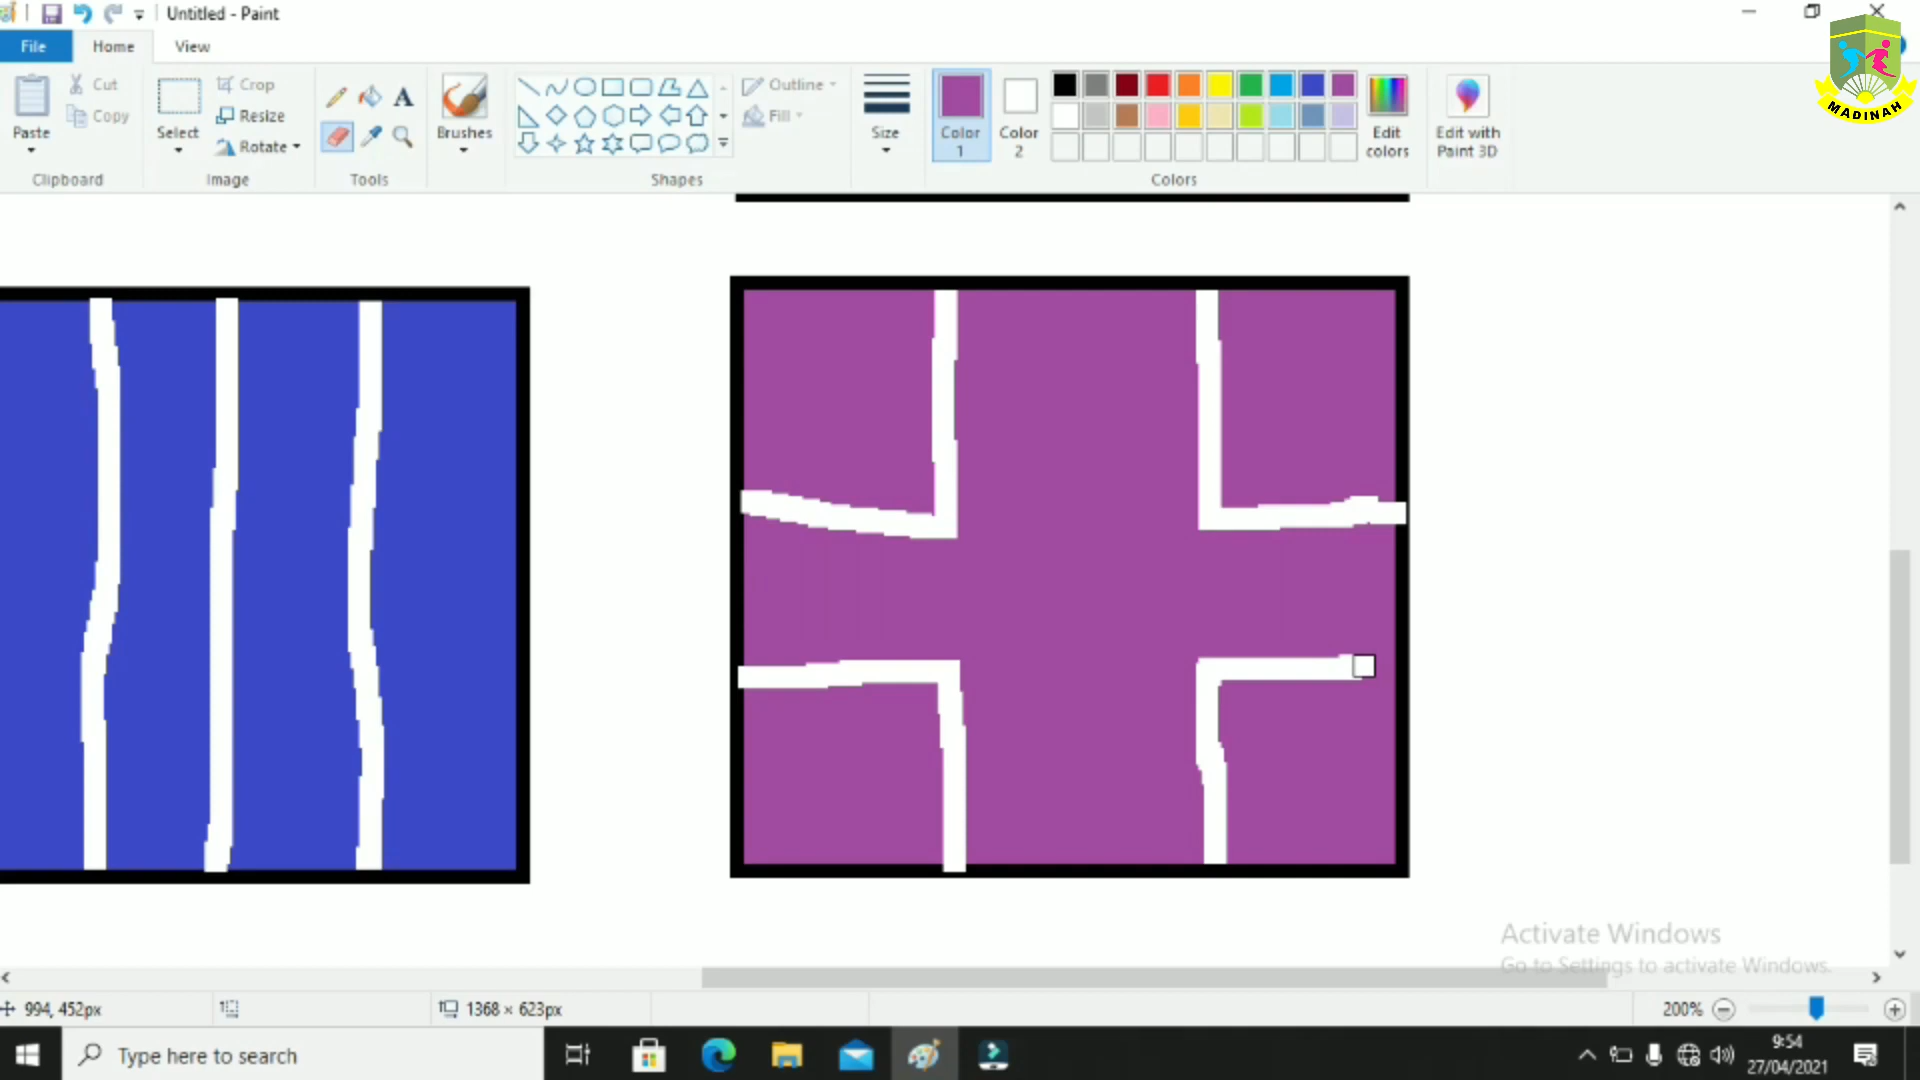 Untitled - Paint
File Home View
Paste
Cut
Copy
Clipboard
Select
Crop
Resize
Rotate
Image
A
Tools
Brushes
Shapes
Outline
Fill
Size
Color 1
Color 2
Colors
Edit colors
Edit with Paint 3D
MADINAH
Activate Windows
Go to Settings to activate Windows.
994, 452px
1368 × 623px
200%
Type here to search
9:54
27/04/2021